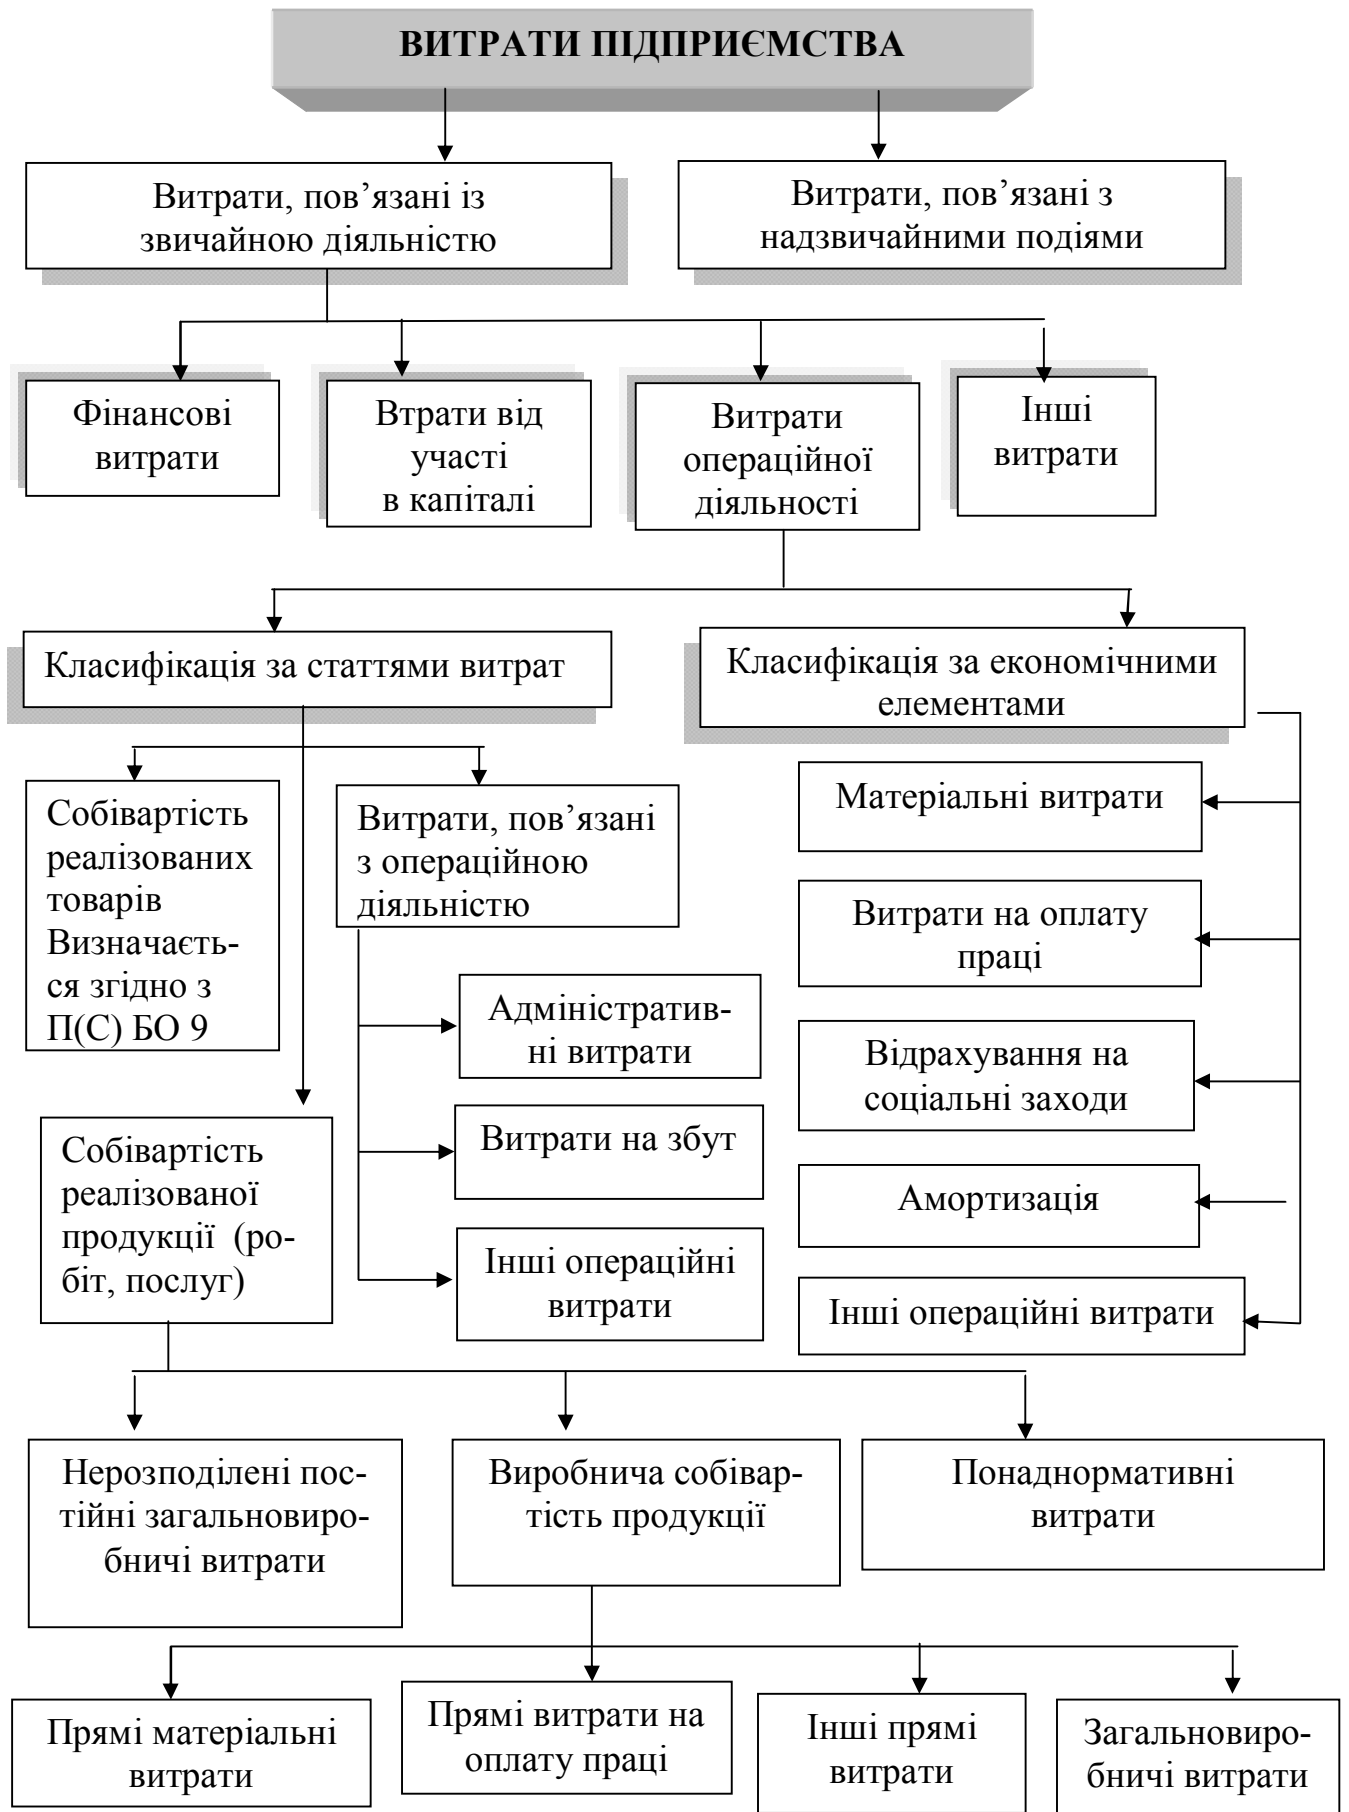 ВИТРАТИ ПІДПРИЄМСТВА
Витрати, пов’язані із
звичайною діяльністю
Витрати, пов’язані з
надзвичайними подіями
Фінансові
витрати
Втрати від
участі
в капіталі
Витрати
операційної
діяльності
Інші
витрати
Класифікація за статтями витрат
Класифікація за економічними
елементами
Собівартість
реалізованих
товарів
Визначаєть-
ся згідно з
П(С) БО 9
Витрати, пов’язані
з операційною
діяльністю
Адміністратив-
ні витрати
Витрати на збут
Інші операційні
витрати
Матеріальні витрати
Витрати на оплату
праці
Відрахування на
соціальні заходи
Амортизація
Інші операційні витрати
Собівартість
реалізованої
продукції (ро-
біт, послуг)
Нерозподілені пос-
тійні загальновиро-
бничі витрати
Виробнича собівар-
тість продукції
Понаднормативні
витрати
Прямі матеріальні
витрати
Прямі витрати на
оплату праці
Інші прямі
витрати
Загальновиро-
бничі витрати